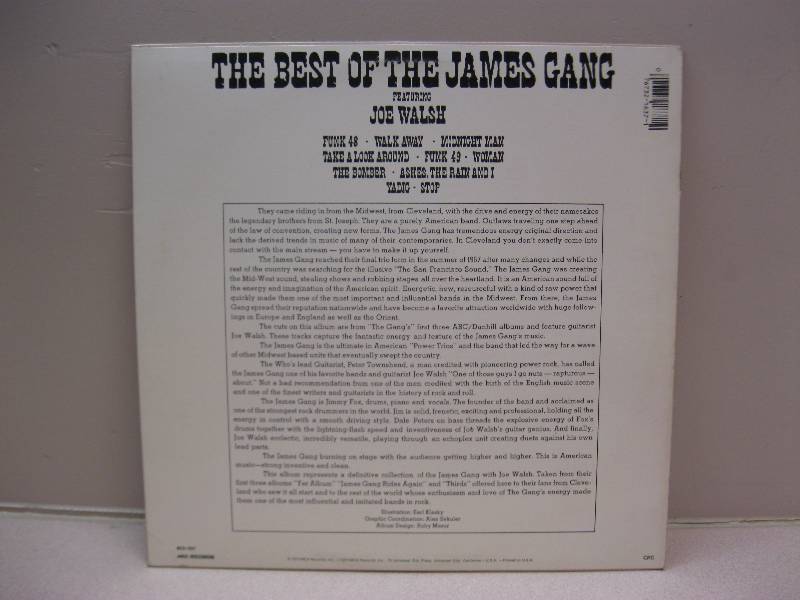 THE BEST OF THE JAMES GANG
FEATURING
JOE WALSH
FUNK 48 - WALK AWAY - MIDNIGHT MAN
TAKE A LOOK AROUND - FUNK 49 - WOMAN
THE BOMBER - ASHES, THE RAIN AND I
YADIG - STOP
They came riding in from the Midwest, from Cleveland, with the drive and energy of their namesakes
the legendary brothers from St. Joseph. They are a purely American band. Outlaws traveling one step ahead
of the law of convention, creating new forms. The James Gang has tremendous energy original direction and
lack the derived trends in music of many of their contemporaries. In Cleveland you don't exactly come into
contact with the main stream — you have to make it up yourself.
The James Gang reached their final trio form in the summer of 1967 after many changes and while the
rest of the country was searching for the illusive "The San Francisco Sound." The James Gang was creating
the Mid-West sound, stealing shows and robbing stages all over the heartland. It is an American sound full of
the energy and imagination of the American spirit. Energetic, new, resourceful with a kind of raw power that
quickly made them one of the most important and influential bands in the Midwest. From there, the James
Gang spread their reputation nationwide and have become a favorite attraction worldwide with huge follow-
ings in Europe and England as well as the Orient.
The cuts on this album are from "The Gang's" first three ABC/Dunhill albums and feature guitarist
Joe Walsh. These tracks capture the fantastic energy and texture of the James Gang's music.
The James Gang is the ultimate in American "Power Trios" and the band that led the way for a wave
of other Midwest based units that eventually swept the country.
The Who's lead Guitarist, Peter Townshend, a man credited with pioneering power rock, has called
the James Gang one of his favorite bands and guitarist Joe Walsh "One of those guys I go nuts — rapturous —
about." Not a bad recommendation from one of the men credited with the birth of the English music scene
and one of the finest writers and guitarists in the history of rock and roll.
The James Gang is Jimmy Fox, drums, piano and vocals. The founder of the band and acclaimed as
one of the strongest rock drummers in the world. Jim is solid, frenetic, exciting and professional, holding all the
energy in control with a smooth driving style. Dale Peters on base threads the explosive energy of Fox's
drums together with the lightning-flash speed and inventiveness of Job Walsh's guitar genius. And finally,
Joe Walsh eclectic, incredibly versatile, playing through an echoplex unit creating duets against his own
lead parts.
The James Gang burning on stage with the audience getting higher and higher. This is American
music—strong inventive and clean.
This album represents a definitive collection, of the James Gang with Joe Walsh. Taken from their
first three albums "Yer Album" "James Gang Rides Again" and "Thirds" offered here to their fans from Cleve-
land who saw it all start and to the rest of the world whose enthusiasm and love of The Gang's energy made
them one of the most influential and imitated bands in rock.
Illustration: Earl Klasky
Graphic Coordination: Alan Sekuler
Album Design: Ruby Mazur
MCA RECORDS
CRC